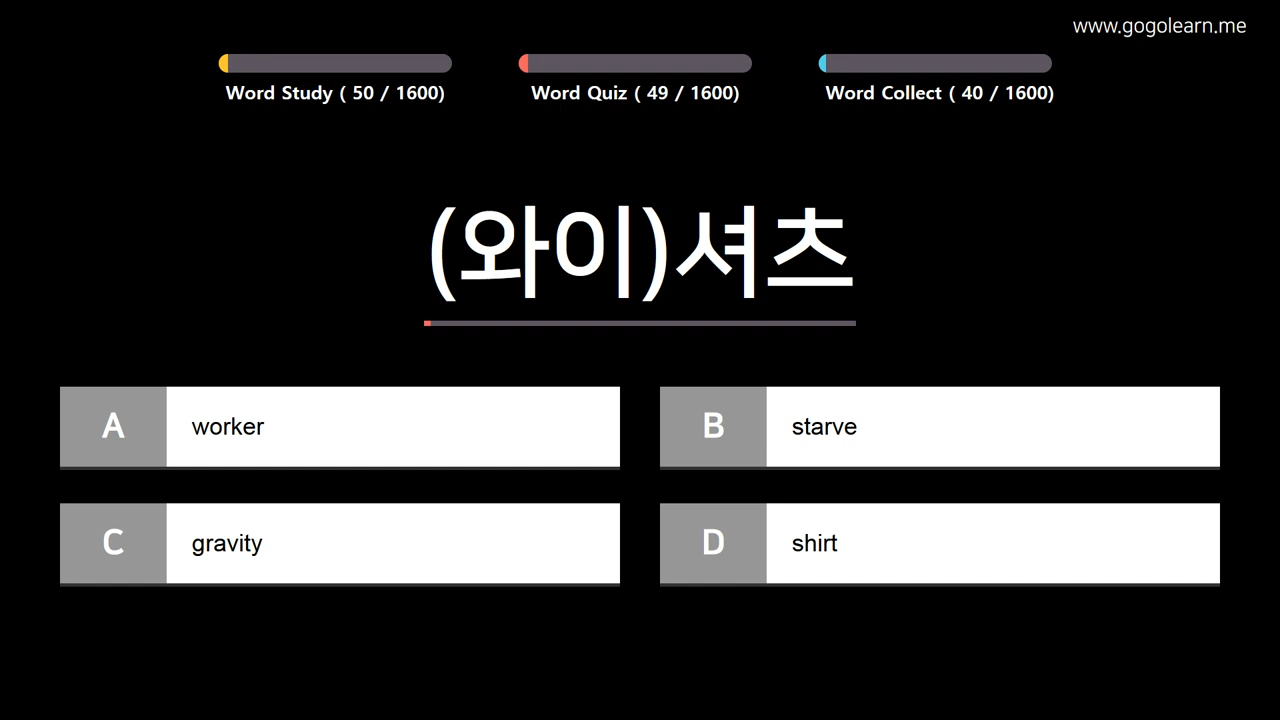 www.gogolearn.me
Word Study ( 50 / 1600)
Word Quiz ( 49 / 1600)
Word Collect ( 40 / 1600)
(와이)셔츠
A worker
B starve
C gravity
D shirt